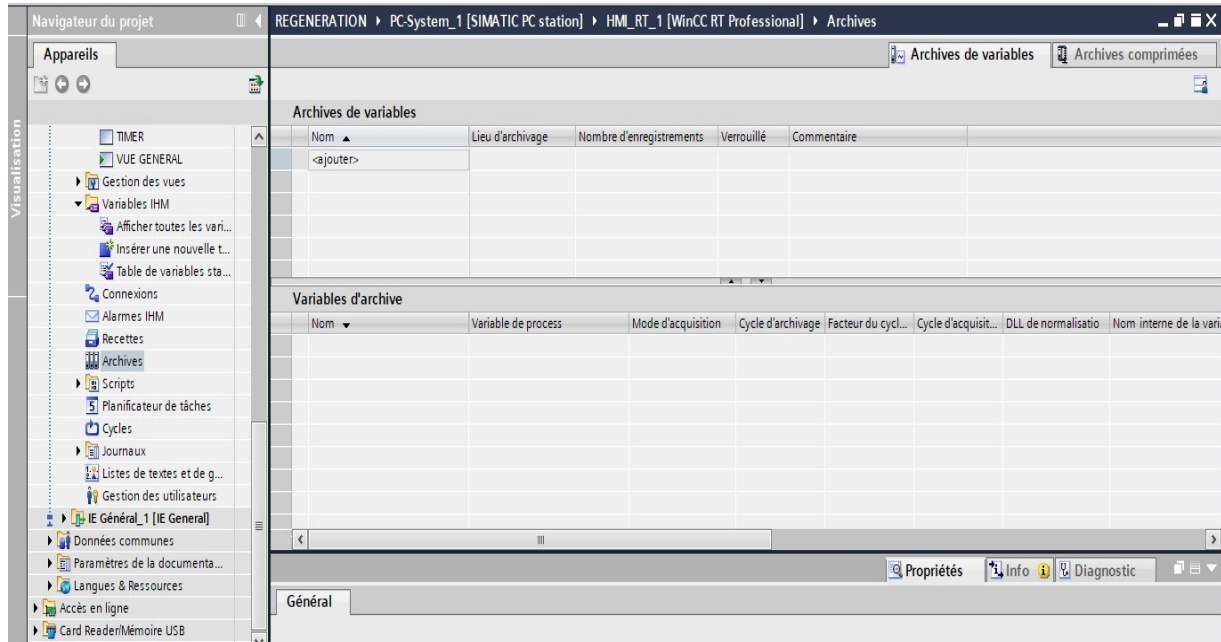 Navigateur du projet
REGENERATION PC-System_1 [SIMATIC PC station] HMI_RT_1 [WinCC RT Professional] Archives
Appareils
Archives de variables
Archives comprimées
Visualisation
TIMER
VUE GENERAL
Gestion des vues
Variables IHM
Afficher toutes les vari...
Insérer une nouvelle t...
Table de variables sta...
Connexions
Alarmes IHM
Recettes
Archives
Scripts
Planificateur de tâches
Cycles
Journaux
Listes de textes et de g...
Gestion des utilisateurs
IE Général_1 [IE General]
Données communes
Paramètres de la documenta...
Langues & Ressources
Accès en ligne
Card Reader/Mémoire USB
Archives de variables
Nom Lieu d'archivage Nombre d'enregistrements Verrouillé Commentaire
<ajouter>
Variables d'archive
Nom Variable de process Mode d'acquisition Cycle d'archivage Facteur du cycl... Cycle d'acquisit... DLL de normalisatio Nom interne de la vari
Propriétés Info Diagnostic
Général